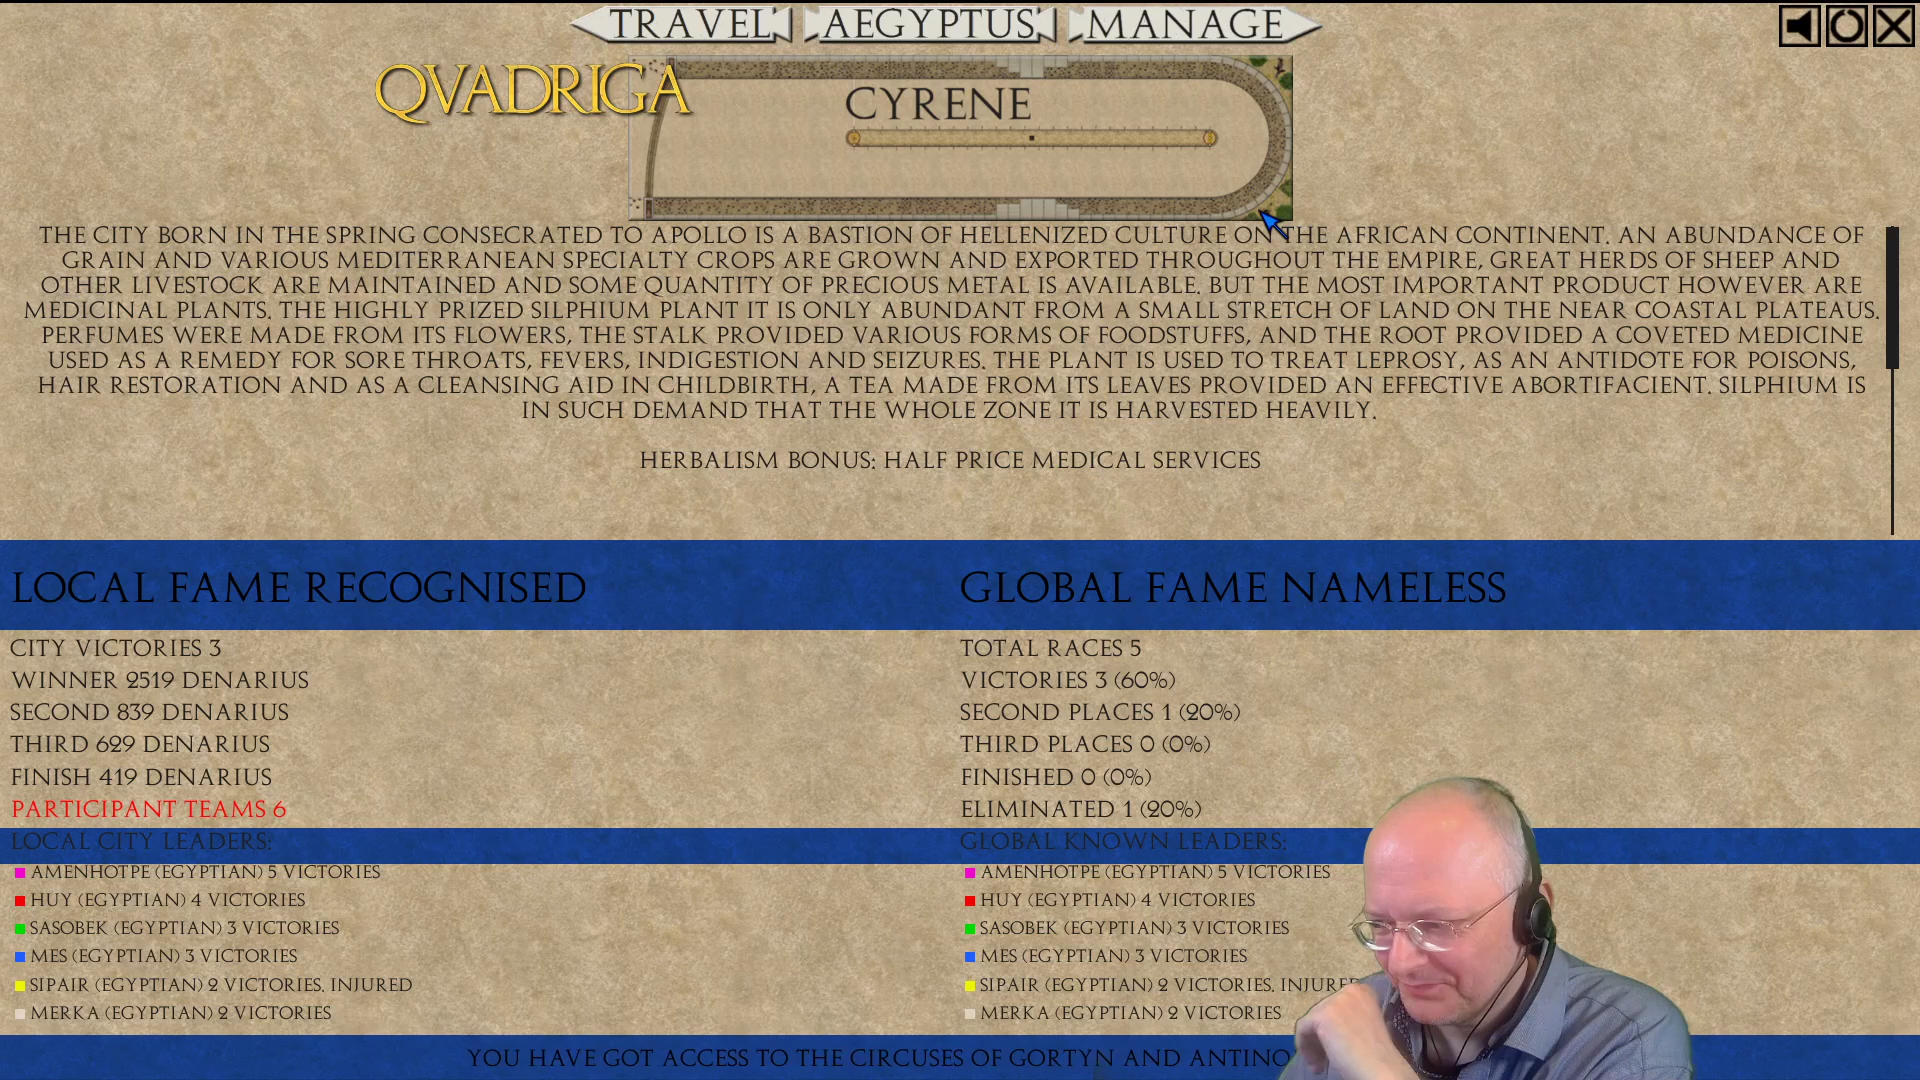 TRAVEL AEGYPTUS MANAGE
QVADRIGA
CYRENE
THE CITY BORN IN THE SPRING CONSECRATED TO APOLLO IS A BASTION OF HELLENIZED CULTURE ON THE AFRICAN CONTINENT. AN ABUNDANCE OF
GRAIN AND VARIOUS MEDITERRANEAN SPECIALTY CROPS ARE GROWN AND EXPORTED THROUGHOUT THE EMPIRE, GREAT HERDS OF SHEEP AND
OTHER LIVESTOCK ARE MAINTAINED AND SOME QUANTITY OF PRECIOUS METAL IS AVAILABLE. BUT THE MOST IMPORTANT PRODUCT HOWEVER ARE
MEDICINAL PLANTS. THE HIGHLY PRIZED SILPHIUM PLANT IT IS ONLY ABUNDANT FROM A SMALL STRETCH OF LAND ON THE NEAR COASTAL PLATEAUS.
PERFUMES WERE MADE FROM ITS FLOWERS, THE STALK PROVIDED VARIOUS FORMS OF FOODSTUFFS, AND THE ROOT PROVIDED A COVETED MEDICINE
USED AS A REMEDY FOR SORE THROATS, FEVERS, INDIGESTION AND SEIZURES. THE PLANT IS USED TO TREAT LEPROSY, AS AN ANTIDOTE FOR POISONS,
HAIR RESTORATION AND AS A CLEANSING AID IN CHILDBIRTH, A TEA MADE FROM ITS LEAVES PROVIDED AN EFFECTIVE ABORTIFACIENT. SILPHIUM IS
IN SUCH DEMAND THAT THE WHOLE ZONE IT IS HARVESTED HEAVILY.
HERBALISM BONUS: HALF PRICE MEDICAL SERVICES
LOCAL FAME RECOGNISED
CITY VICTORIES 3
WINNER 2519 DENARIUS
SECOND 839 DENARIUS
THIRD 629 DENARIUS
FINISH 419 DENARIUS
PARTICIPANT TEAMS 6
LOCAL CITY LEADERS:
AMENHOTPE (EGYPTIAN) 5 VICTORIES
HUY (EGYPTIAN) 4 VICTORIES
SASOBEK (EGYPTIAN) 3 VICTORIES
MES (EGYPTIAN) 3 VICTORIES
SIPAIR (EGYPTIAN) 2 VICTORIES, INJURED
MERKA (EGYPTIAN) 2 VICTORIES
GLOBAL FAME NAMELESS
TOTAL RACES 5
VICTORIES 3 (60%)
SECOND PLACES 1 (20%)
THIRD PLACES 0 (0%)
FINISHED 0 (0%)
ELIMINATED 1 (20%)
GLOBAL KNOWN LEADERS:
AMENHOTPE (EGYPTIAN) 5 VICTORIES
HUY (EGYPTIAN) 4 VICTORIES
SASOBEK (EGYPTIAN) 3 VICTORIES
MES (EGYPTIAN) 3 VICTORIES
SIPAIR (EGYPTIAN) 2 VICTORIES,
MERKA (EGYPTIAN) 2 VICTORIES
YOU HAVE GOT ACCESS TO THE CIRCUSES OF GORTYN AND